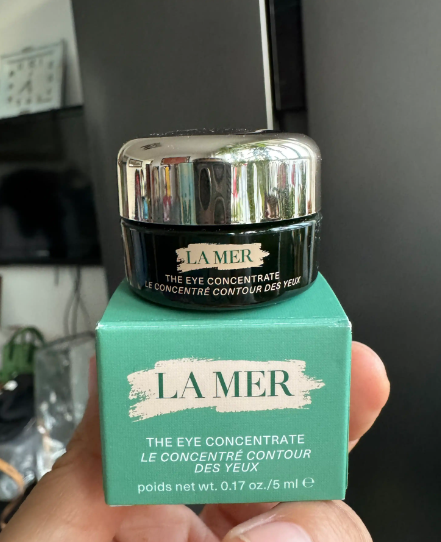 LA MER
THE EYE CONCENTRATE
LE CONCENTRÉ CONTOUR DES YEUX
LA MER
THE EYE CONCENTRATE
LE CONCENTRÉ CONTOUR
DES YEUX
poids net wt. 0.17 oz./5 ml ℮